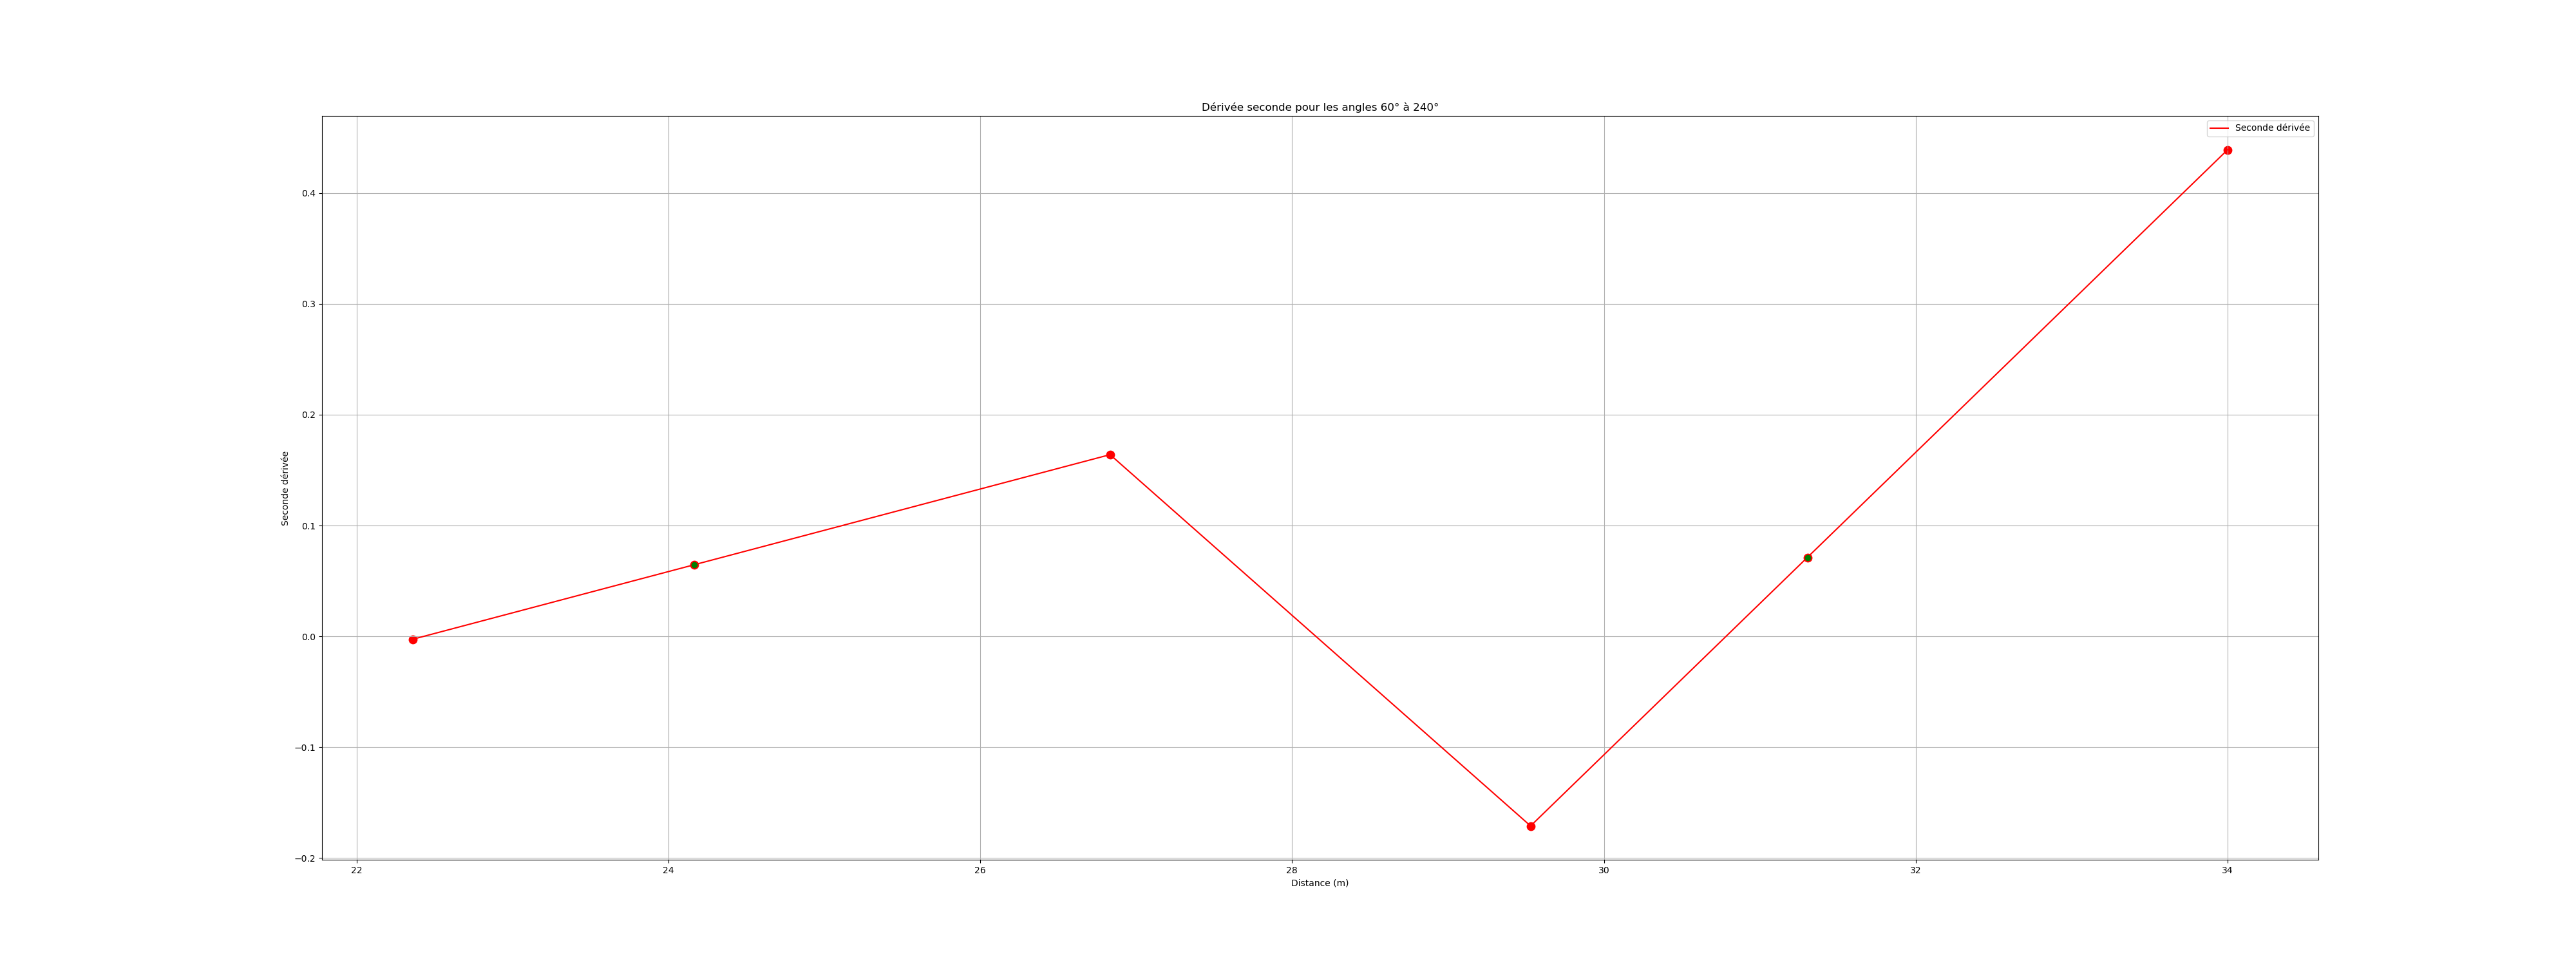 Dérivée seconde pour les angles 60° à 240°
Seconde dérivée
0.4
0.3
0.2
0.1
0.0
−0.1
−0.2
Seconde dérivée
22 24 26 28 30 32 34
Distance (m)